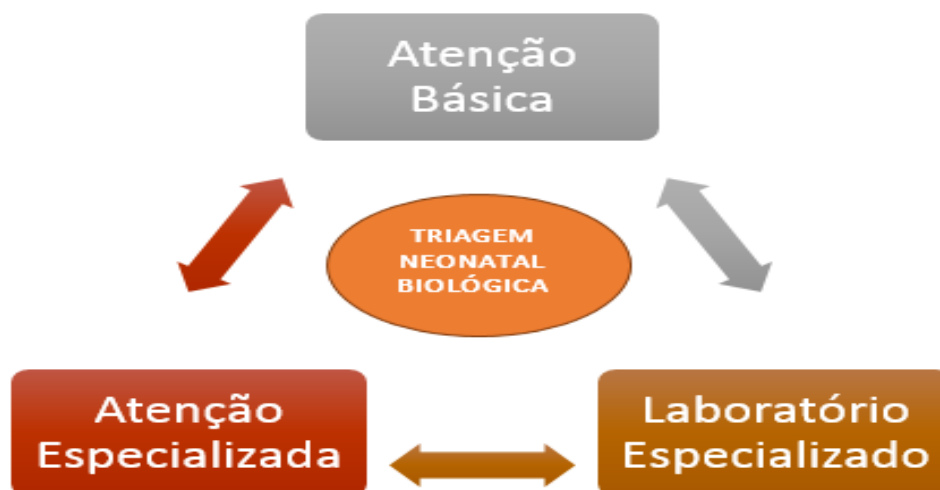 Atenção
Básica
TRIAGEM
NEONATAL
BIOLÓGICA
Atenção
Especializada
Laboratório
Especializado